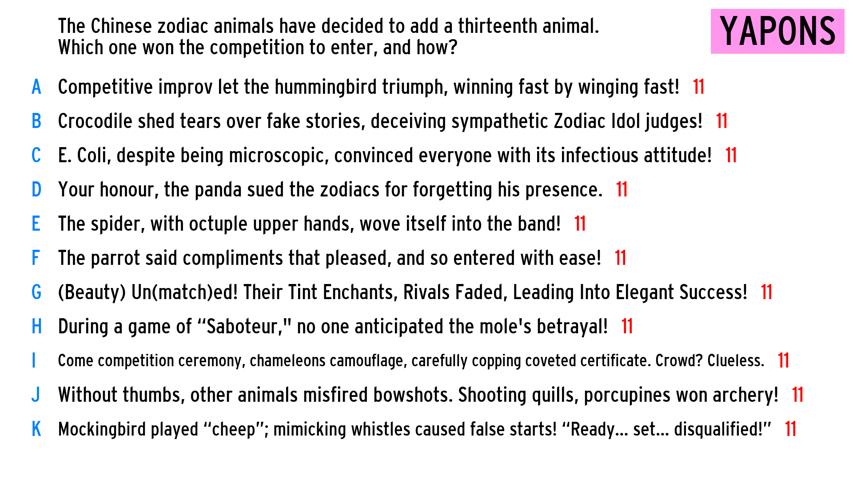 The Chinese zodiac animals have decided to add a thirteenth animal.
Which one won the competition to enter, and how?
YAPONS
A Competitive improv let the hummingbird triumph, winning fast by winging fast! 11
B Crocodile shed tears over fake stories, deceiving sympathetic Zodiac Idol judges! 11
C E. Coli, despite being microscopic, convinced everyone with its infectious attitude! 11
D Your honour, the panda sued the zodiacs for forgetting his presence. 11
E The spider, with octuple upper hands, wove itself into the band! 11
F The parrot said compliments that pleased, and so entered with ease! 11
G (Beauty) Un(match)ed! Their Tint Enchants, Rivals Faded, Leading Into Elegant Success! 11
H During a game of “Saboteur," no one anticipated the mole's betrayal! 11
I Come competition ceremony, chameleons camouflage, carefully copping coveted certificate. Crowd? Clueless. 11
J Without thumbs, other animals misfired bowshots. Shooting quills, porcupines won archery! 11
K Mockingbird played “cheep”; mimicking whistles caused false starts! “Ready... set... disqualified!” 11